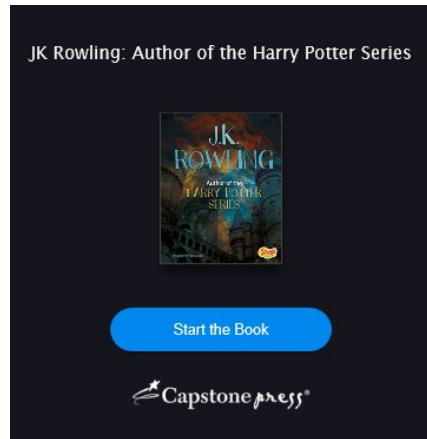 JK Rowling: Author of the Harry Potter Series
J.K.
ROWLING
Author of the
HARRY POTTER
SERIES
Snap
Start the Book
Capstone press®